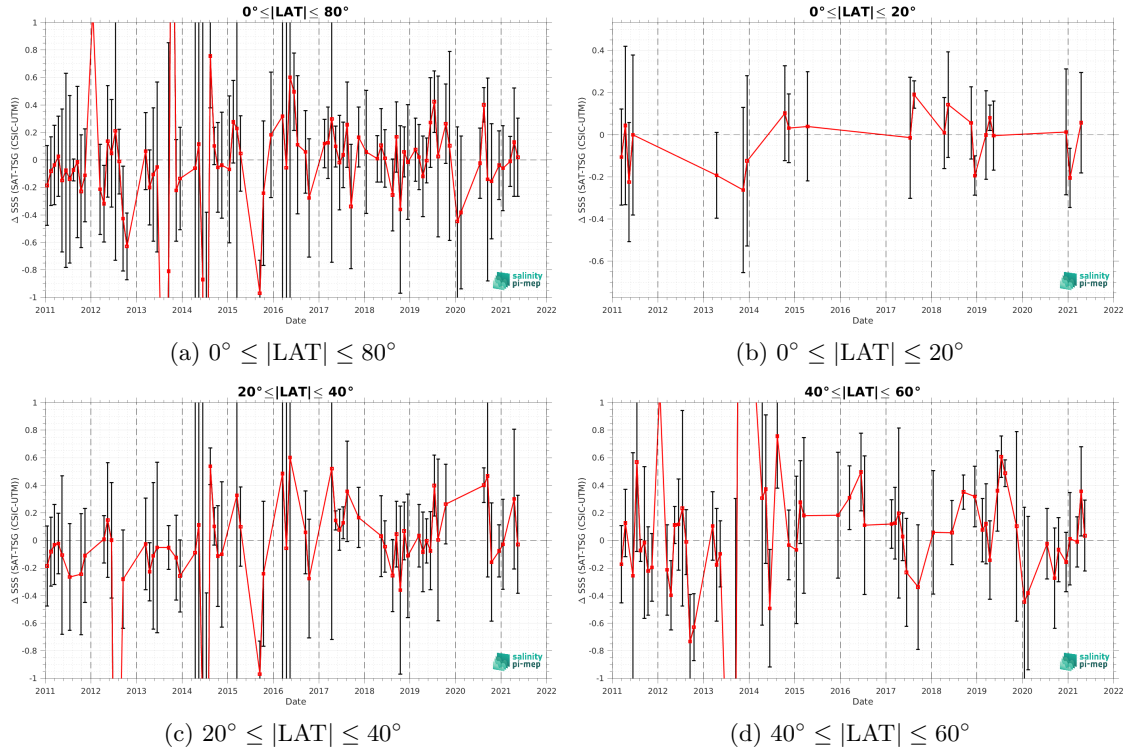 0°≤|LAT|≤ 80°
1
0.8
0.6
0.4
0.2
0
-0.2
-0.4
-0.6
-0.8
-1
Δ SSS (SAT-TSG (CSIC-UTM))
2011 2012 2013 2014 2015 2016 2017 2018 2019 2020 2021 2022
Date
salinity
pi-mep
(a) 0° ≤ |LAT| ≤ 80°
0°≤|LAT|≤ 20°
0.4
0.2
0
-0.2
-0.4
-0.6
Δ SSS (SAT-TSG (CSIC-UTM))
2011 2012 2013 2014 2015 2016 2017 2018 2019 2020 2021 2022
Date
salinity
pi-mep
(b) 0° ≤ |LAT| ≤ 20°
20°≤|LAT|≤ 40°
1
0.8
0.6
0.4
0.2
0
-0.2
-0.4
-0.6
-0.8
-1
Δ SSS (SAT-TSG (CSIC-UTM))
2011 2012 2013 2014 2015 2016 2017 2018 2019 2020 2021 2022
Date
salinity
pi-mep
(c) 20° ≤ |LAT| ≤ 40°
40°≤|LAT|≤ 60°
1
0.8
0.6
0.4
0.2
0
-0.2
-0.4
-0.6
-0.8
-1
Δ SSS (SAT-TSG (CSIC-UTM))
2011 2012 2013 2014 2015 2016 2017 2018 2019 2020 2021 2022
Date
salinity
pi-mep
(d) 40° ≤ |LAT| ≤ 60°